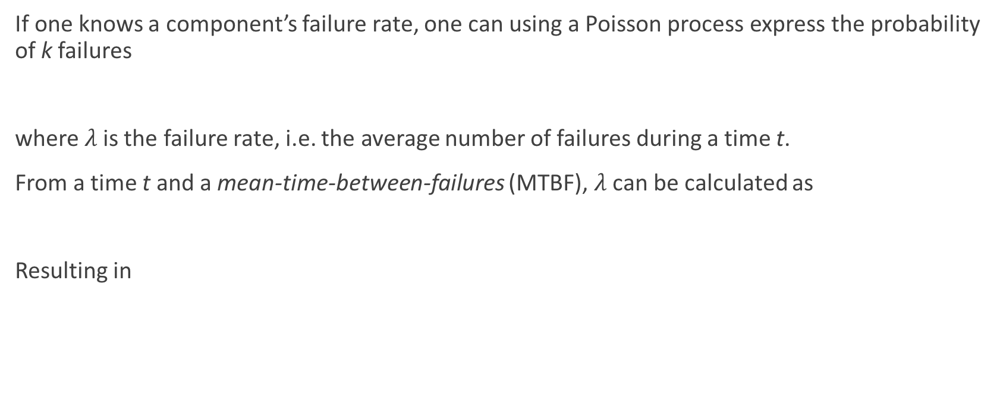 If one knows a component’s failure rate, one can using a Poisson process express the probability
of k failures
where λ is the failure rate, i.e. the average number of failures during a time t.
From a time t and a mean-time-between-failures (MTBF), λ can be calculated as
Resulting in